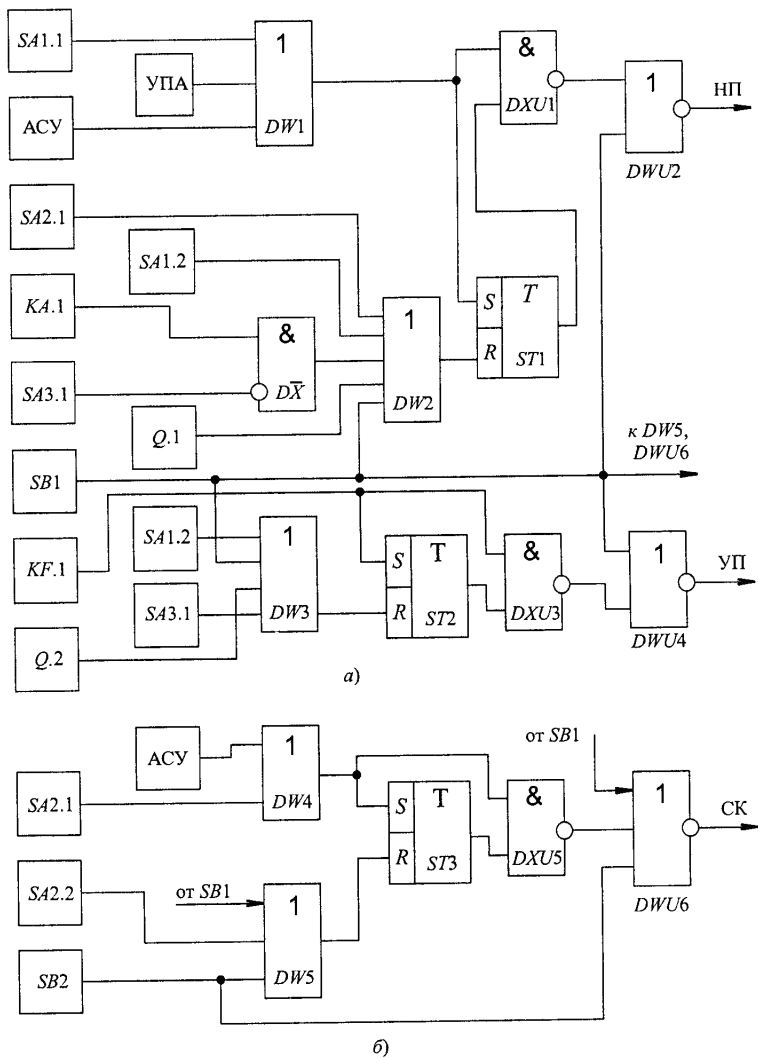 SA1.1
УПА
АСУ
1
DW1
&
DXU1
1
DWU2
НП
SA2.1
SA1.2
KA.1
SA3.1
&
DX̅
Q.1
1
DW2
S
R
T
ST1
SB1
к DW5,
DWU6
KF.1
SA1.2
SA3.1
Q.2
1
DW3
S
R
T
ST2
&
DXU3
1
DWU4
УП
а)
АСУ
SA2.1
1
DW4
S
R
T
ST3
&
DXU5
от SB1
1
DWU6
СК
SA2.2
от SB1
1
DW5
SB2
б)